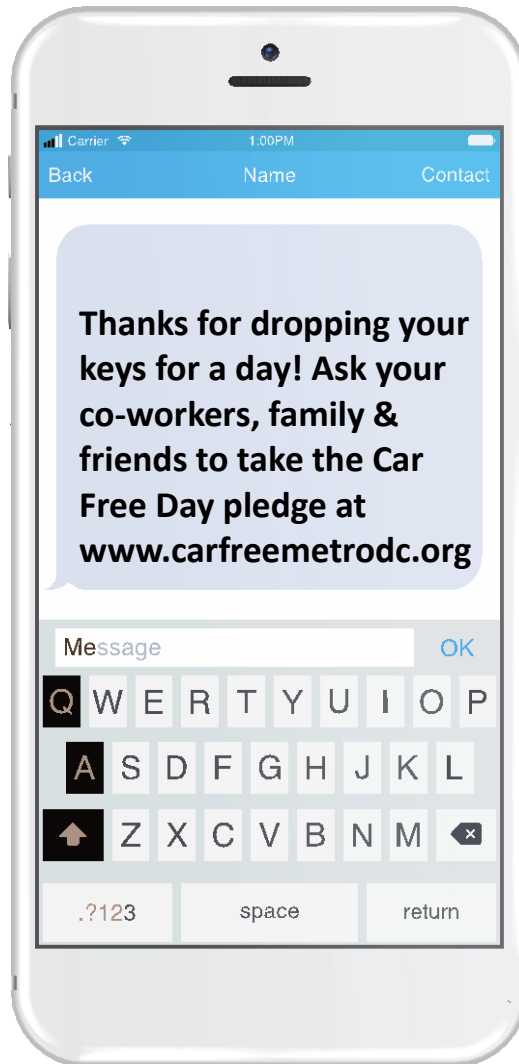 Carrier 1:00PM
Back Name Contact
Thanks for dropping your
keys for a day! Ask your
co-workers, family &
friends to take the Car
Free Day pledge at
www.carfreemetrodc.org
Message OK
Q W E R T Y U I O P
A S D F G H J K L
Z X C V B N M
.?123 space return